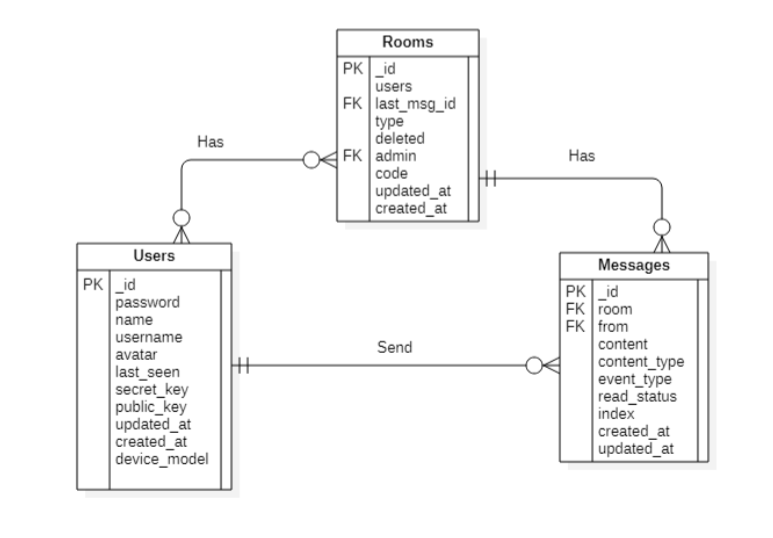 Rooms
PK _id
users
FK last_msg_id
type
deleted
FK admin
code
updated_at
created_at
Has
Has
Users
PK _id
password
name
username
avatar
last_seen
secret_key
public_key
updated_at
created_at
device_model
Send
Messages
PK _id
FK room
FK from
content
content_type
event_type
read_status
index
created_at
updated_at